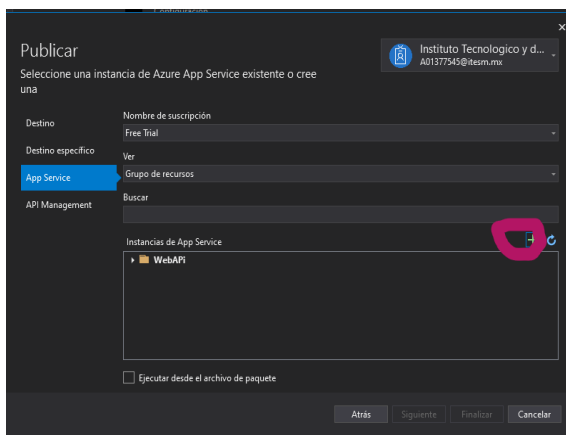 Configuración
Publicar
Instituto Tecnologico y d...
A01377545@itesm.mx
Seleccione una instancia de Azure App Service existente o cree
una
Destino
Nombre de suscripción
Free Trial
Destino específico
Ver
App Service
Grupo de recursos
API Management
Buscar
Instancias de App Service
WebAPi
Ejecutar desde el archivo de paquete
Atrás
Siguiente
Finalizar
Cancelar